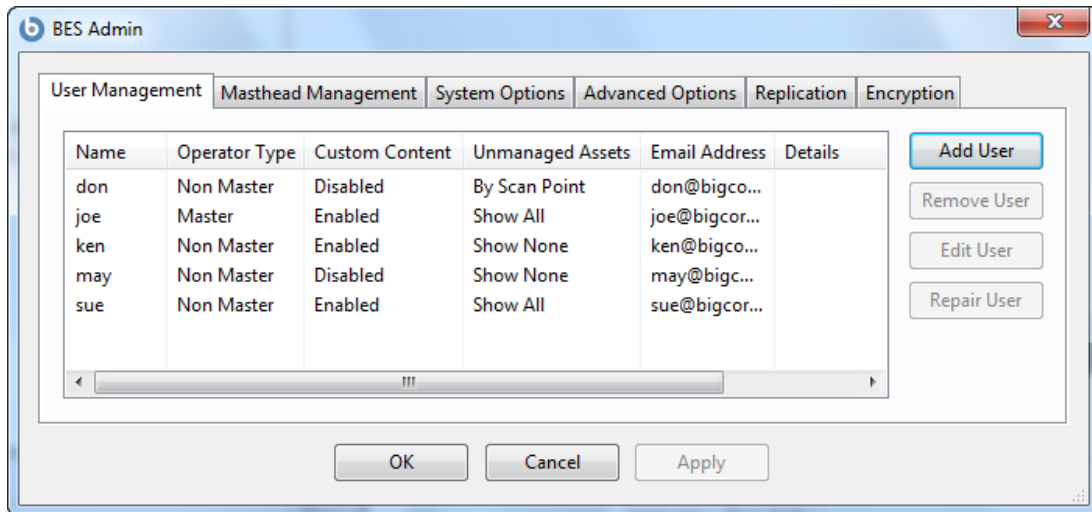 BES Admin
User Management Masthead Management System Options Advanced Options Replication Encryption
Name Operator Type Custom Content Unmanaged Assets Email Address Details
don Non Master Disabled By Scan Point don@bigco...
joe Master Enabled Show All joe@bigcor...
ken Non Master Enabled Show None ken@bigco...
may Non Master Disabled Show None may@bigc...
sue Non Master Enabled Show All sue@bigcor...
Add User
Remove User
Edit User
Repair User
OK Cancel Apply